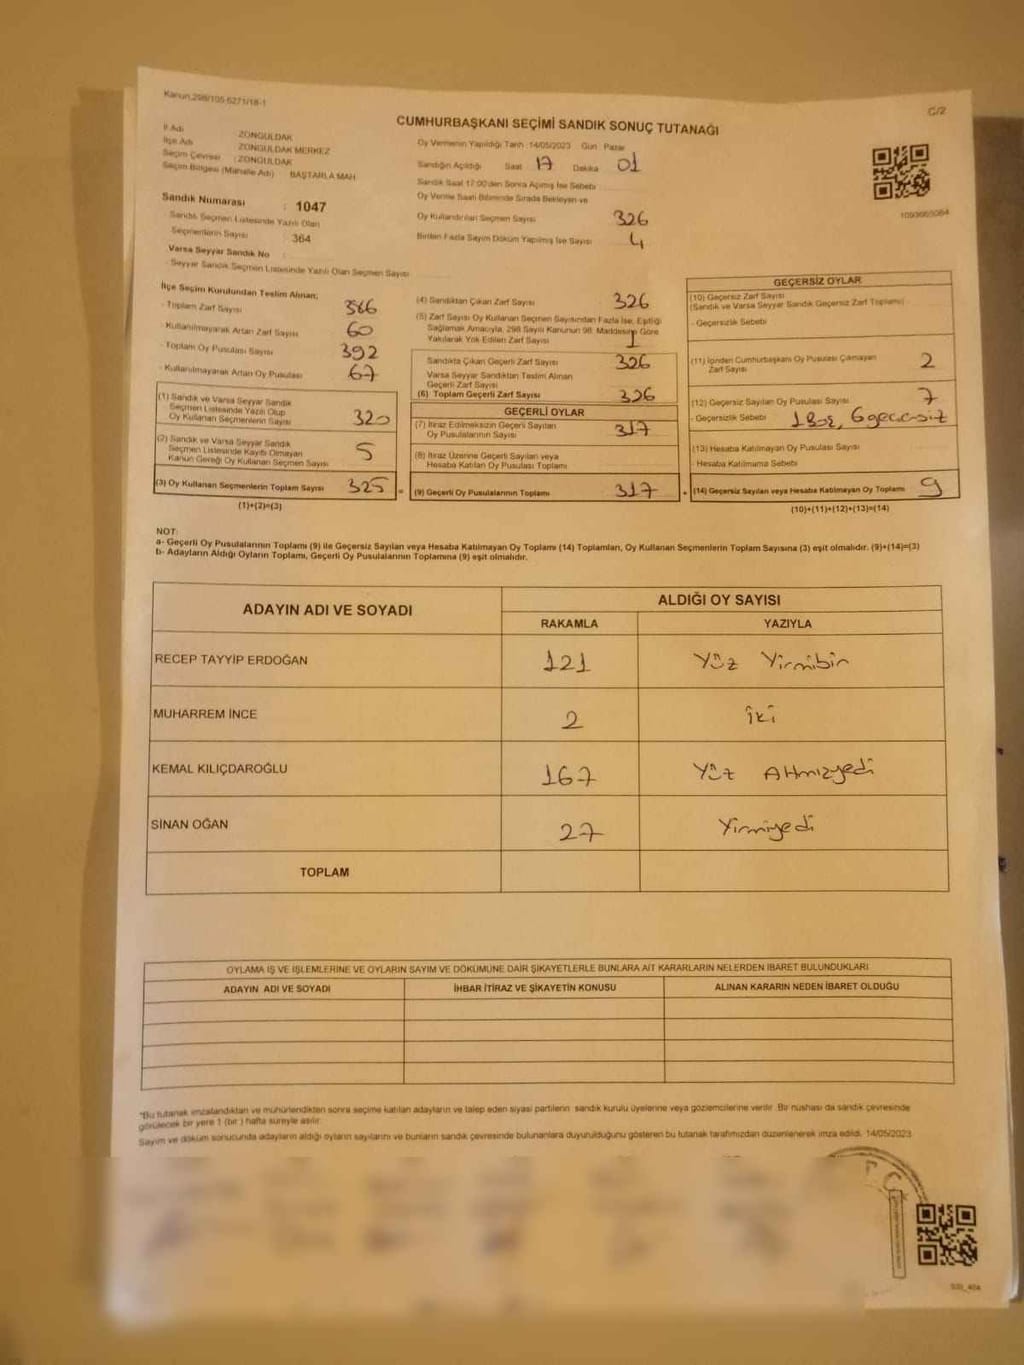 Kanun 298/105-6271/18-1
C/2
CUMHURBAŞKANI SEÇİMİ SANDIK SONUÇ TUTANAĞI
İl Adı ZONGULDAK
İlçe Adı ZONGULDAK MERKEZ
Seçim Çevresi : ZONGULDAK
Seçim Bölgesi (Mahalle Adı) BAŞTARLA MAH
Sandık Numarası : 1047
Sandık Seçmen Listesinde Yazılı Olan
Seçmenlerin Sayısı : 364
Varsa Seyyar Sandık No
Seyyar Sandık Seçmen Listesinde Yazılı Olan Seçmen Sayısı
Oy Vermenin Yapıldığı Tarih 14/05/2023 Gün Pazar
Sandığın Açıldığı Saat 17 Dakika 01
Sandık Saat 17:00'den Sonra Açılmış İse Sebebi
Oy Verme Saati Bitiminde Sırada Bekleyen ve
Oy Kullandırılan Seçmen Sayısı 326
Birden Fazla Sayım Döküm Yapılmış İse Sayısı 4
1093665084
İlçe Seçim Kurulundan Teslim Alınan;
- Toplam Zarf Sayısı 386
- Kullanılmayarak Artan Zarf Sayısı 60
- Toplam Oy Pusulası Sayısı 392
- Kullanılmayarak Artan Oy Pusulası 67
(1) Sandık ve Varsa Seyyar Sandık
Seçmen Listesinde Yazılı Olup
Oy Kullanan Seçmenlerin Sayısı 320
(2) Sandık ve Varsa Seyyar Sandık
Seçmen Listesinde Kayıtlı Olmayan
Kanun Gereği Oy Kullanan Seçmen Sayısı 5
(3) Oy Kullanan Seçmenlerin Toplam Sayısı 325 =
(1)+(2)=(3)
(4) Sandıktan Çıkan Zarf Sayısı 326
(5) Zarf Sayısı Oy Kullanan Seçmen Sayısından Fazla İse, Eşitliği
Sağlamak Amacıyla, 298 Sayılı Kanunun 98. Maddesine Göre
Yakılarak Yok Edilen Zarf Sayısı 1
Sandıkta Çıkan Geçerli Zarf Sayısı 326
Varsa Seyyar Sandıktan Teslim Alınan
Geçerli Zarf Sayısı
(6) Toplam Geçerli Zarf Sayısı 326
GEÇERLİ OYLAR
(7) İtiraz Edilmeksizin Geçerli Sayılan
Oy Pusulalarının Sayısı 317
(8) İtiraz Üzerine Geçerli Sayılan veya
Hesaba Katılan Oy Pusulası Toplamı
(9) Geçerli Oy Pusulalarının Toplamı 317 +
GEÇERSİZ OYLAR
(10) Geçersiz Zarf Sayısı
(Sandık ve Varsa Seyyar Sandık Geçersiz Zarf Toplamı)
- Geçersizlik Sebebi
(11) İçinden Cumhurbaşkanı Oy Pusulası Çıkmayan
Zarf Sayısı 2
(12) Geçersiz Sayılan Oy Pusulası Sayısı 7
- Geçersizlik Sebebi 1 Boş, 6 geçersiz
(13) Hesaba Katılmayan Oy Pusulası Sayısı
- Hesaba Katılmama Sebebi
(14) Geçersiz Sayılan veya Hesaba Katılmayan Oy Toplamı 9
(10)+(11)+(12)+(13)=(14)
NOT:
a- Geçerli Oy Pusulalarının Toplamı (9) ile Geçersiz Sayılan veya Hesaba Katılmayan Oy Toplamı (14) Toplamları, Oy Kullanan Seçmenlerin Toplam Sayısına (3) eşit olmalıdır. (9)+(14)=(3)
b- Adayların Aldığı Oyların Toplamı, Geçerli Oy Pusulalarının Toplamına (9) eşit olmalıdır.
ADAYIN ADI VE SOYADI
ALDIĞI OY SAYISI
RAKAMLA YAZIYLA
RECEP TAYYİP ERDOĞAN 121 Yüz Yirmibir
MUHARREM İNCE 2 iki
KEMAL KILIÇDAROĞLU 167 Yüz Altmışyedi
SİNAN OĞAN 27 Yirmiyedi
TOPLAM
OYLAMA İŞ VE İŞLEMLERİNE VE OYLARIN SAYIM VE DÖKÜMÜNE DAİR ŞİKAYETLERLE BUNLARA AİT KARARLARIN NELERDEN İBARET BULUNDUKLARI
ADAYIN ADI VE SOYADI İHBAR İTİRAZ VE ŞİKAYETİN KONUSU ALINAN KARARIN NEDEN İBARET OLDUĞU
*Bu tutanak imzalandıktan ve mühürlendikten sonra seçime katılan adayların ve talep eden siyasi partilerin sandık kurulu üyelerine veya gözlemcilerine verilir. Bir nushası da sandık çevresinde
görülecek bir yere 1 (bir) hafta süreyle asılır.
Sayım ve döküm sonucunda adayların aldığı oyların sayılarını ve bunların sandık çevresinde bulunanlara duyurulduğunu gösteren bu tutanak tarafımızdan düzenlenerek imza edildi. 14/05/2023
T C